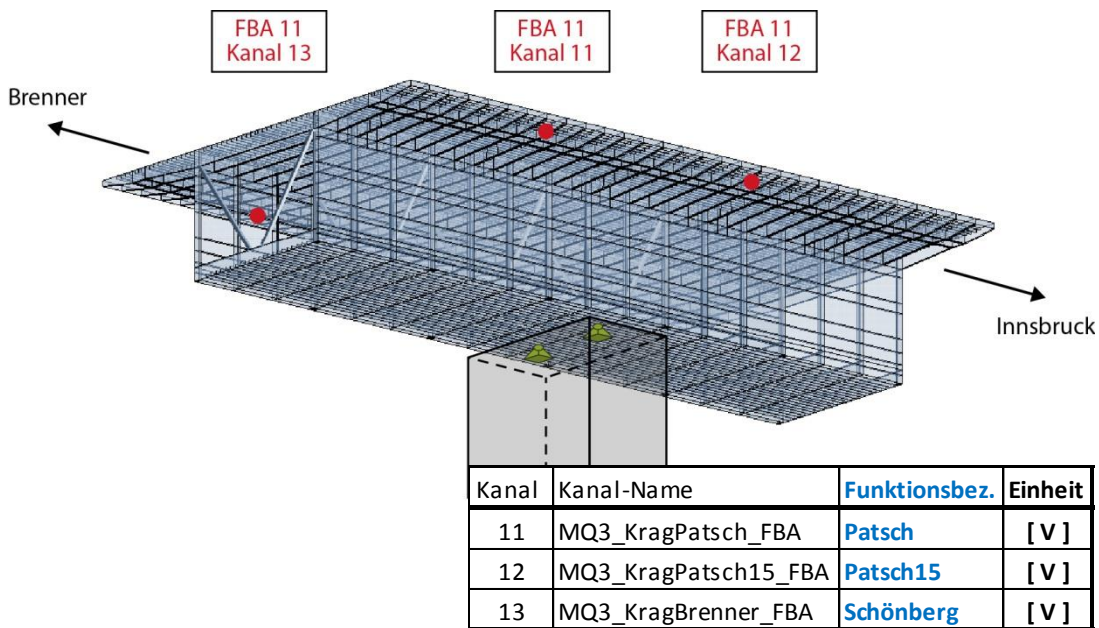 FBA 11
Kanal 13
FBA 11
Kanal 11
FBA 11
Kanal 12
Brenner
Innsbruck
Kanal Kanal-Name Funktionsbez. Einheit
11 MQ3_KragPatsch_FBA Patsch [ V ]
12 MQ3_KragPatsch15_FBA Patsch15 [ V ]
13 MQ3_KragBrenner_FBA Schönberg [ V ]